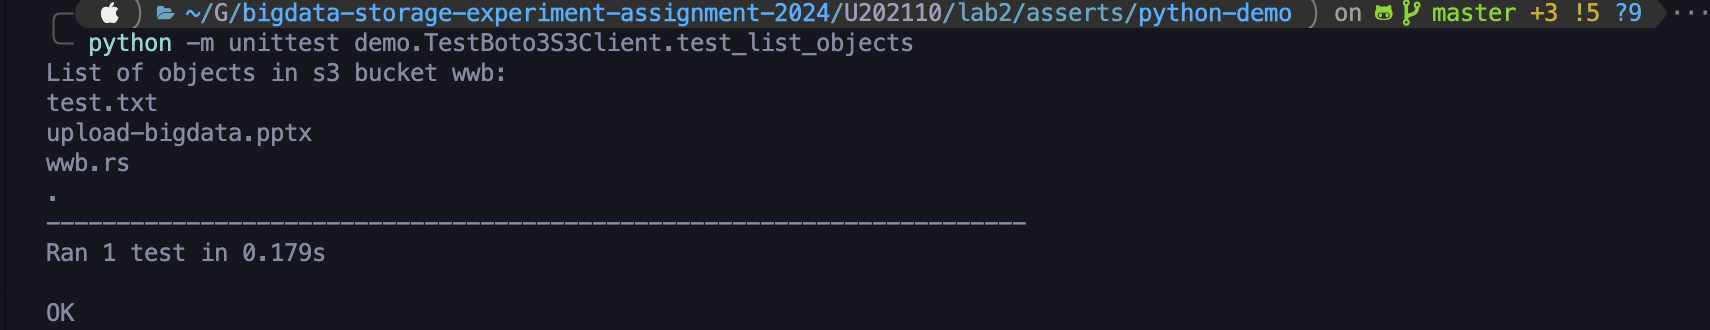 ~/G/bigdata-storage-experiment-assignment-2024/U202110/lab2/asserts/python-demo ) on master +3 !5 ?9 ···
python -m unittest demo.TestBoto3S3Client.test_list_objects
List of objects in s3 bucket wwb:
test.txt
upload-bigdata.pptx
wwb.rs
.
----------------------------------------------------------------------
Ran 1 test in 0.179s
OK